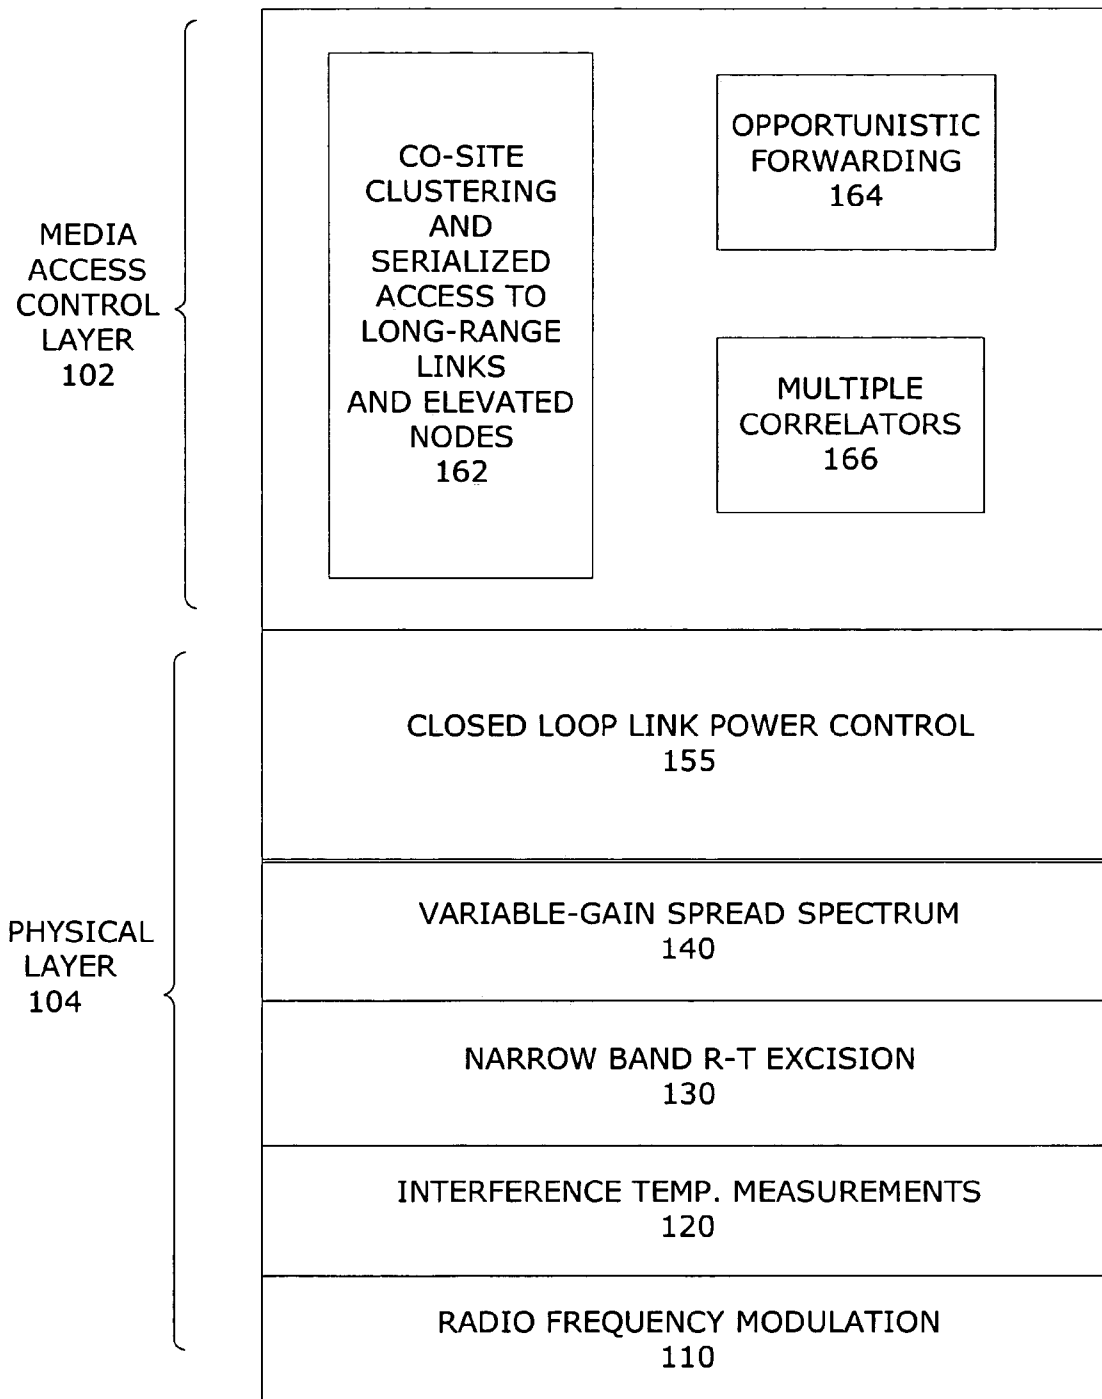 MEDIA
ACCESS
CONTROL
LAYER
102
CO-SITE
CLUSTERING
AND
SERIALIZED
ACCESS TO
LONG-RANGE
LINKS
AND ELEVATED
NODES
162
OPPORTUNISTIC
FORWARDING
164
MULTIPLE
CORRELATORS
166
PHYSICAL
LAYER
104
CLOSED LOOP LINK POWER CONTROL
155
VARIABLE-GAIN SPREAD SPECTRUM
140
NARROW BAND R-T EXCISION
130
INTERFERENCE TEMP. MEASUREMENTS
120
RADIO FREQUENCY MODULATION
110